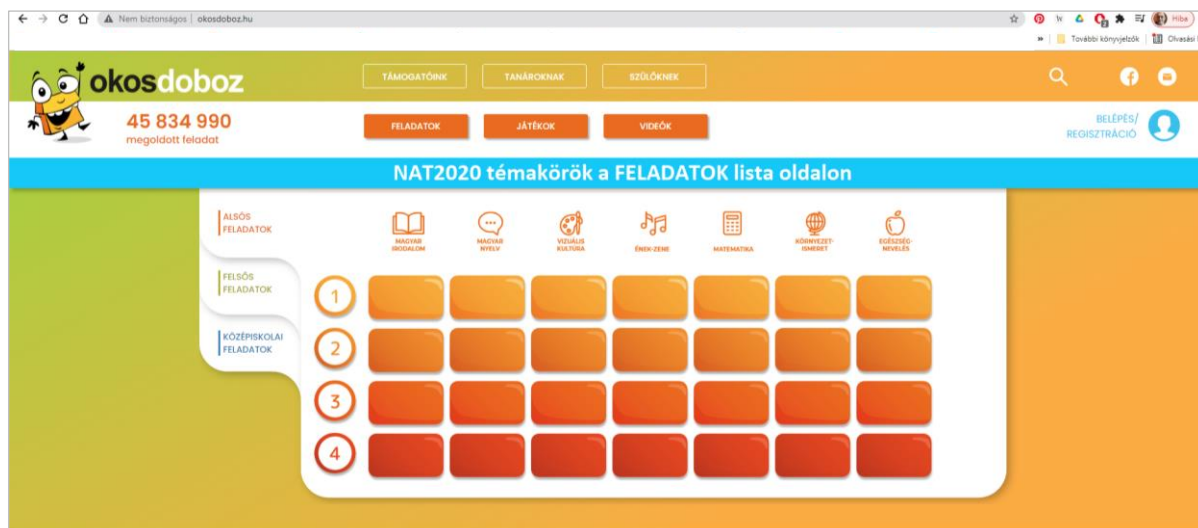 Nem biztonságos | okosdoboz.hu
Hiba
»
További könyvjelzők
Olvasási
okosdoboz
TÁMOGATÓINK
TANÁROKNAK
SZÜLŐKNEK
45 834 990
megoldott feladat
FELADATOK
JÁTÉKOK
VIDEÓK
BELÉPÉS/
REGISZTRÁCIÓ
NAT2020 témakörök a FELADATOK lista oldalon
ALSÓS
FELADATOK
FELSŐS
FELADATOK
KÖZÉPISKOLAI
FELADATOK
MAGYAR
IRODALOM
MAGYAR
NYELV
VIZUÁLIS
KULTÚRA
ÉNEK-ZENE
MATEMATIKA
KÖRNYEZET-
ISMERET
EGÉSZSÉG-
NEVELÉS
1
2
3
4